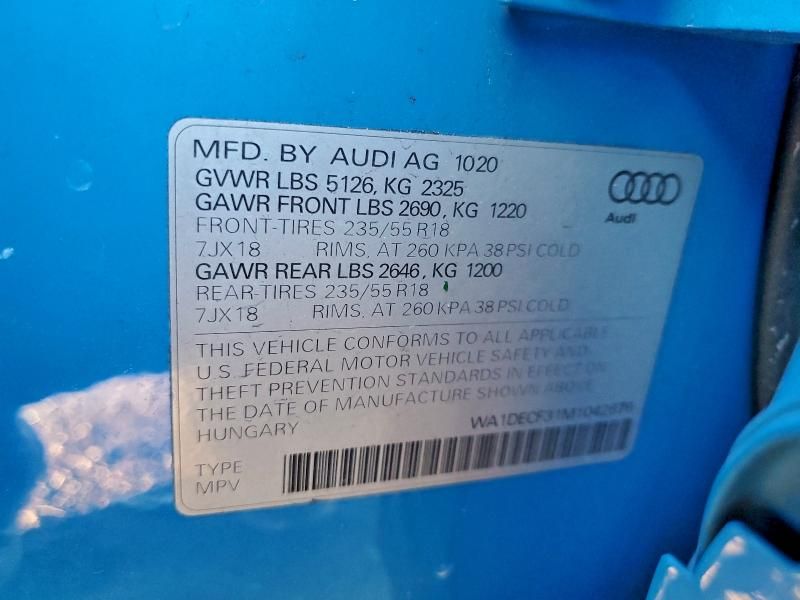 MFD. BY AUDI AG 1020
GVWR LBS 5126, KG 2325
GAWR FRONT LBS 2690, KG 1220
FRONT-TIRES 235/55 R18
7JX18 RIMS, AT 260 KPA 38 PSI COLD
GAWR REAR LBS 2646, KG 1200
REAR-TIRES 235/55 R18
7JX18 RIMS, AT 260 KPA 38 PSI COLD
Audi
THIS VEHICLE CONFORMS TO ALL APPLICABLE
U.S. FEDERAL MOTOR VEHICLE SAFETY AND
THEFT PREVENTION STANDARDS IN EFFECT ON
THE DATE OF MANUFACTURE SHOWN ABOVE
HUNGARY
WA1DECF31M1042676
TYPE
MPV